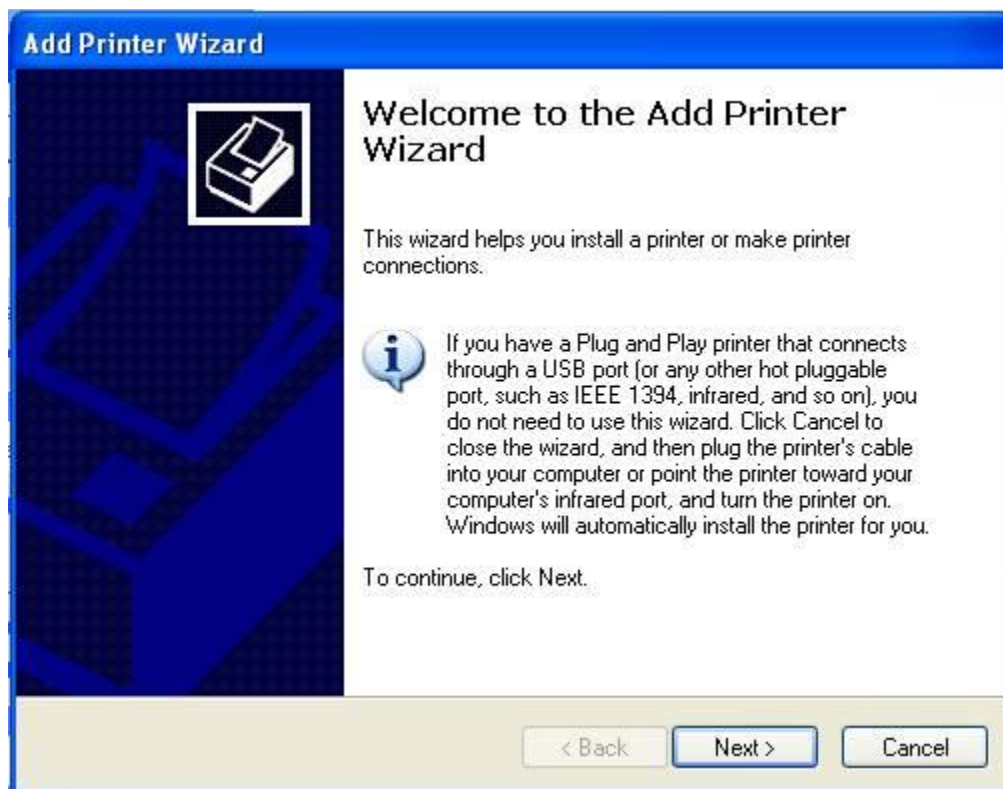 Add Printer Wizard
Welcome to the Add Printer
Wizard
This wizard helps you install a printer or make printer
connections.
If you have a Plug and Play printer that connects
through a USB port (or any other hot pluggable
port, such as IEEE 1394, infrared, and so on), you
do not need to use this wizard. Click Cancel to
close the wizard, and then plug the printer's cable
into your computer or point the printer toward your
computer's infrared port, and turn the printer on.
Windows will automatically install the printer for you.
To continue, click Next.
< Back Next > Cancel